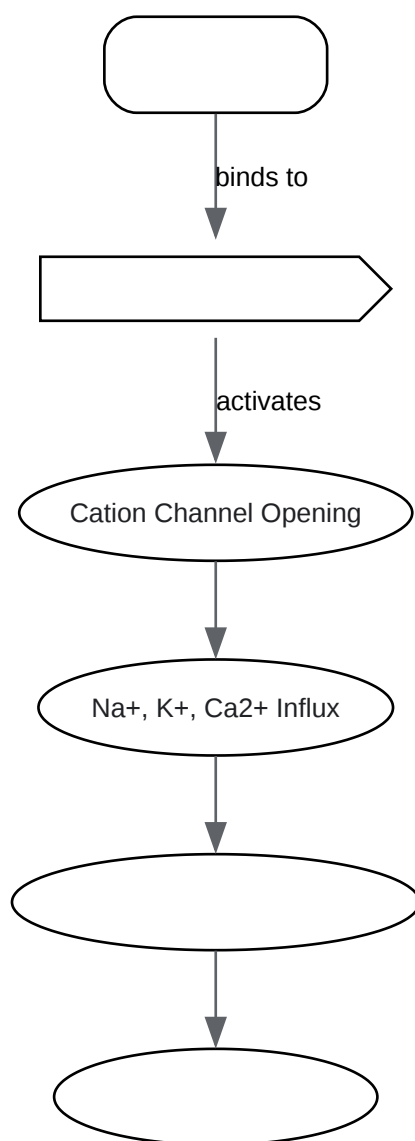 binds to
activates
Cation Channel Opening
Na+, K+, Ca2+ Influx